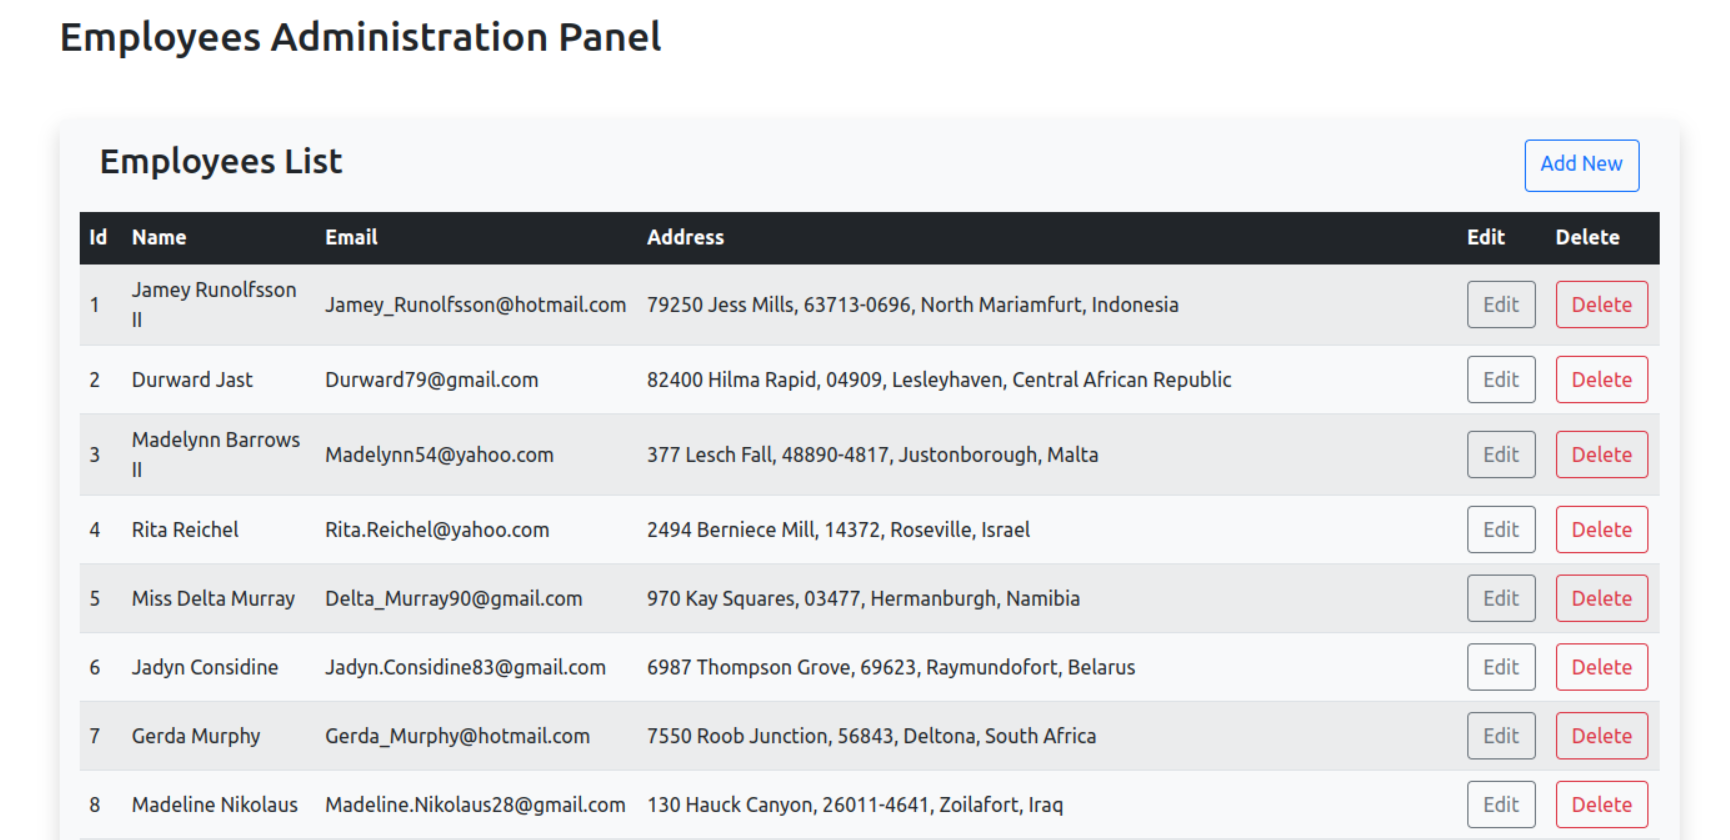 Employees Administration Panel
Employees List
Add New
Id Name Email Address Edit Delete
1 Jamey Runolfsson II Jamey_Runolfsson@hotmail.com 79250 Jess Mills, 63713-0696, North Mariamfurt, Indonesia Edit Delete
2 Durward Jast Durward79@gmail.com 82400 Hilma Rapid, 04909, Lesleyhaven, Central African Republic Edit Delete
3 Madelynn Barrows II Madelynn54@yahoo.com 377 Lesch Fall, 48890-4817, Justonborough, Malta Edit Delete
4 Rita Reichel Rita.Reichel@yahoo.com 2494 Berniece Mill, 14372, Roseville, Israel Edit Delete
5 Miss Delta Murray Delta_Murray90@gmail.com 970 Kay Squares, 03477, Hermanburgh, Namibia Edit Delete
6 Jadyn Considine Jadyn.Considine83@gmail.com 6987 Thompson Grove, 69623, Raymundofort, Belarus Edit Delete
7 Gerda Murphy Gerda_Murphy@hotmail.com 7550 Roob Junction, 56843, Deltona, South Africa Edit Delete
8 Madeline Nikolaus Madeline.Nikolaus28@gmail.com 130 Hauck Canyon, 26011-4641, Zoilafort, Iraq Edit Delete